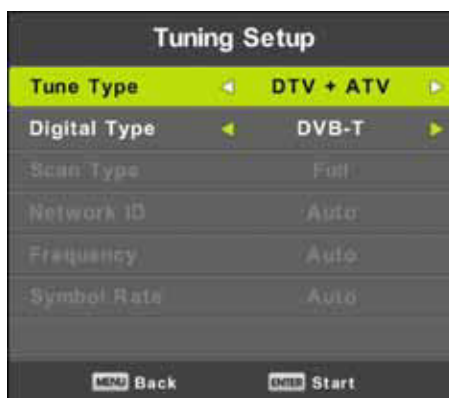 Tuning Setup
Tune Type DTV + ATV
Digital Type DVB-T
Scan Type Full
Network ID Auto
Frequency Auto
Symbol Rate Auto
MENU Back ENTER Start